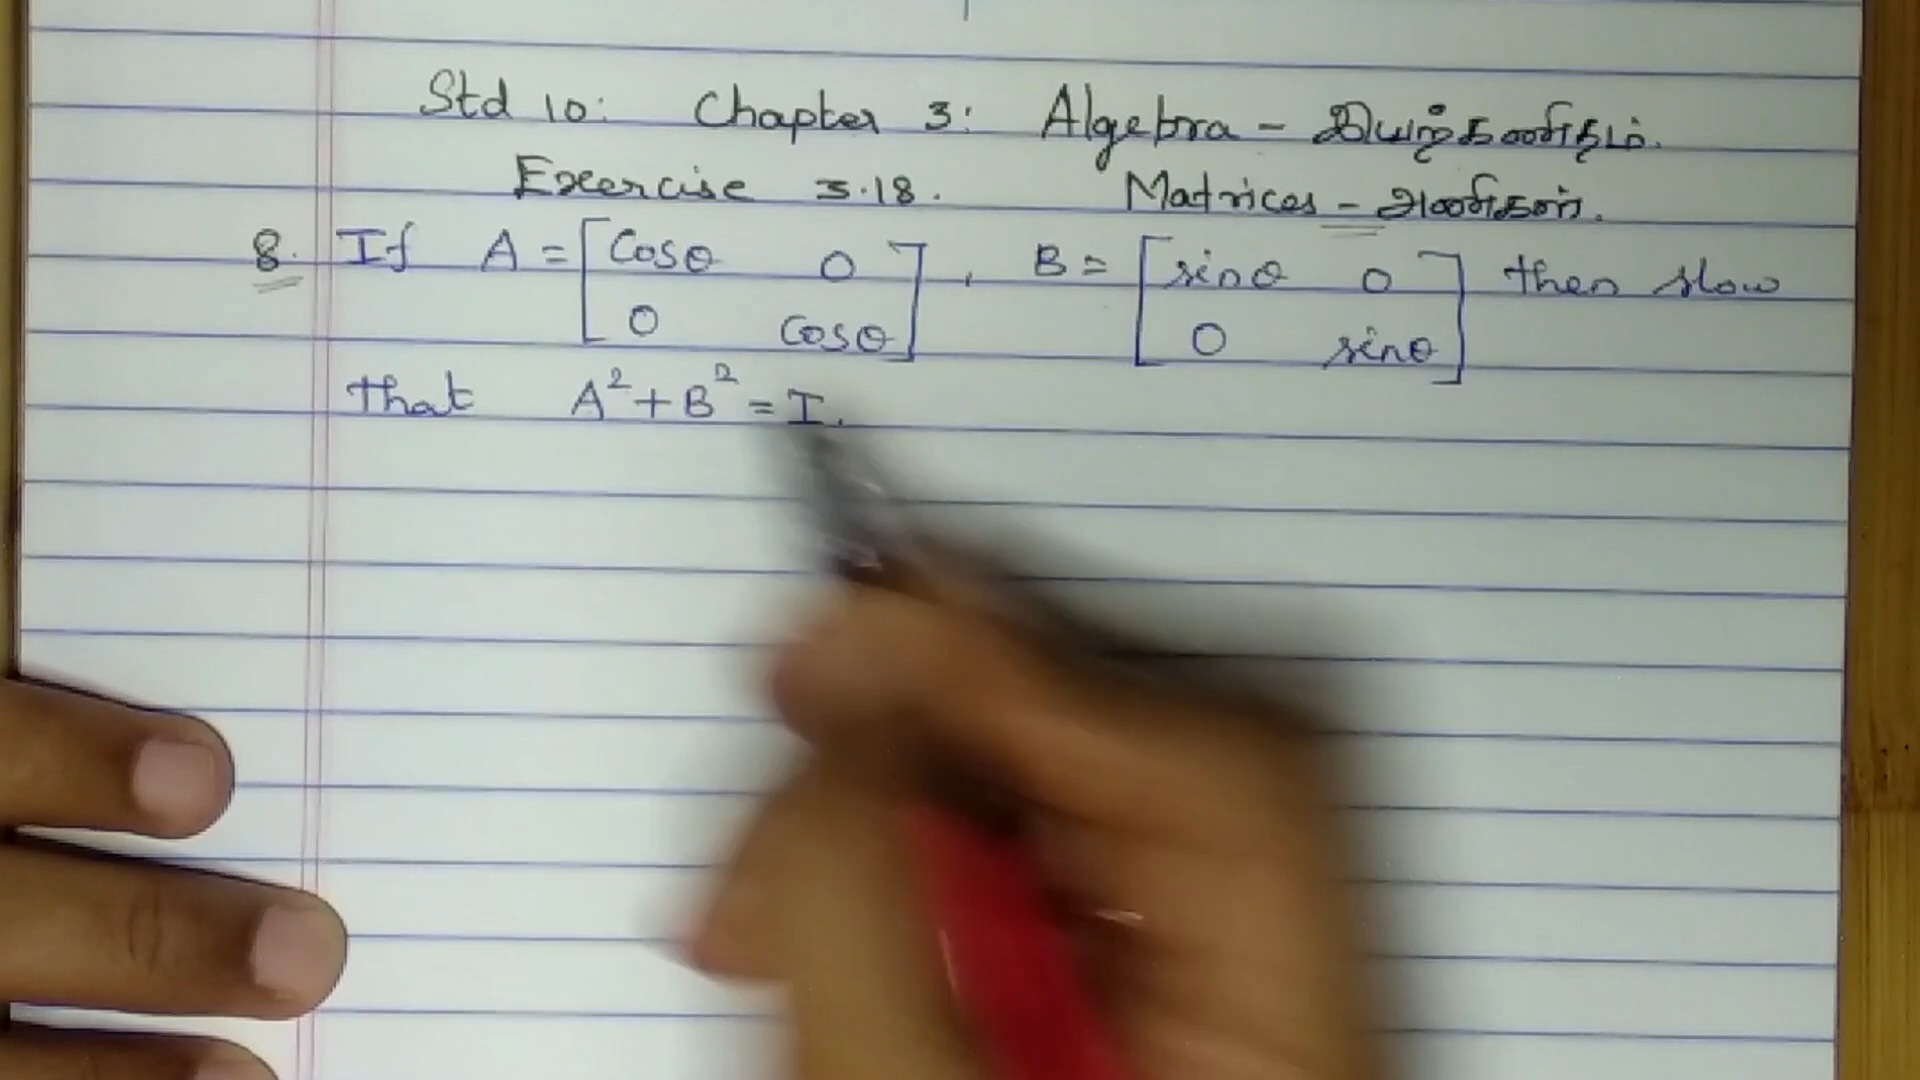 Std 10: Chapter 3: Algebra - இயற்கணிதம்.
Exercise 3.18. Matrices - அணிகள்.
8. If A = [cosθ 0 , B = [sinθ 0] then show
0 cosθ] 0 sinθ]
that A² + B² = I.